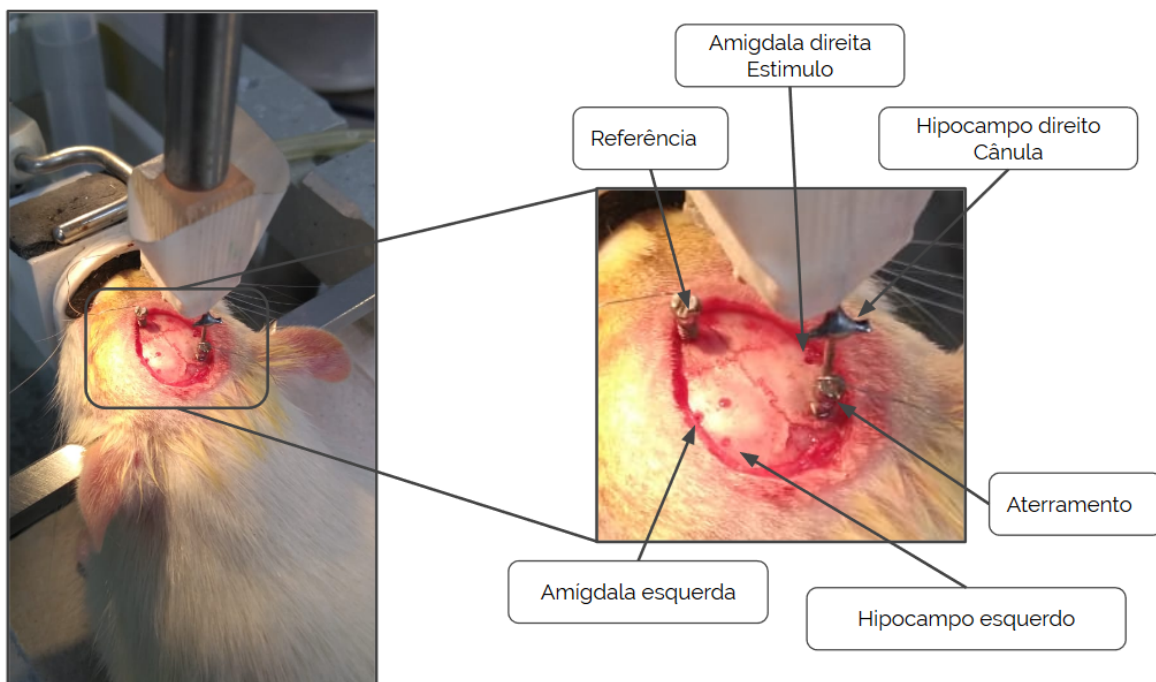 Amigdala direita
Estimulo
Referência
Hipocampo direito
Cânula
Aterramento
Amígdala esquerda
Hipocampo esquerdo